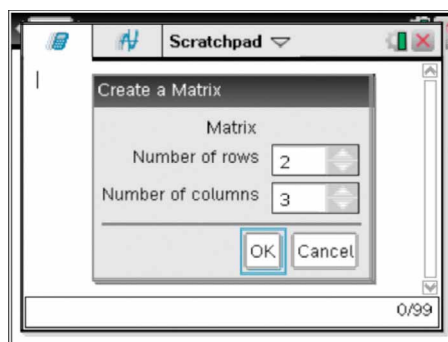 Scratchpad
Create a Matrix
Matrix
Number of rows 2
Number of columns 3
OK Cancel
0/99